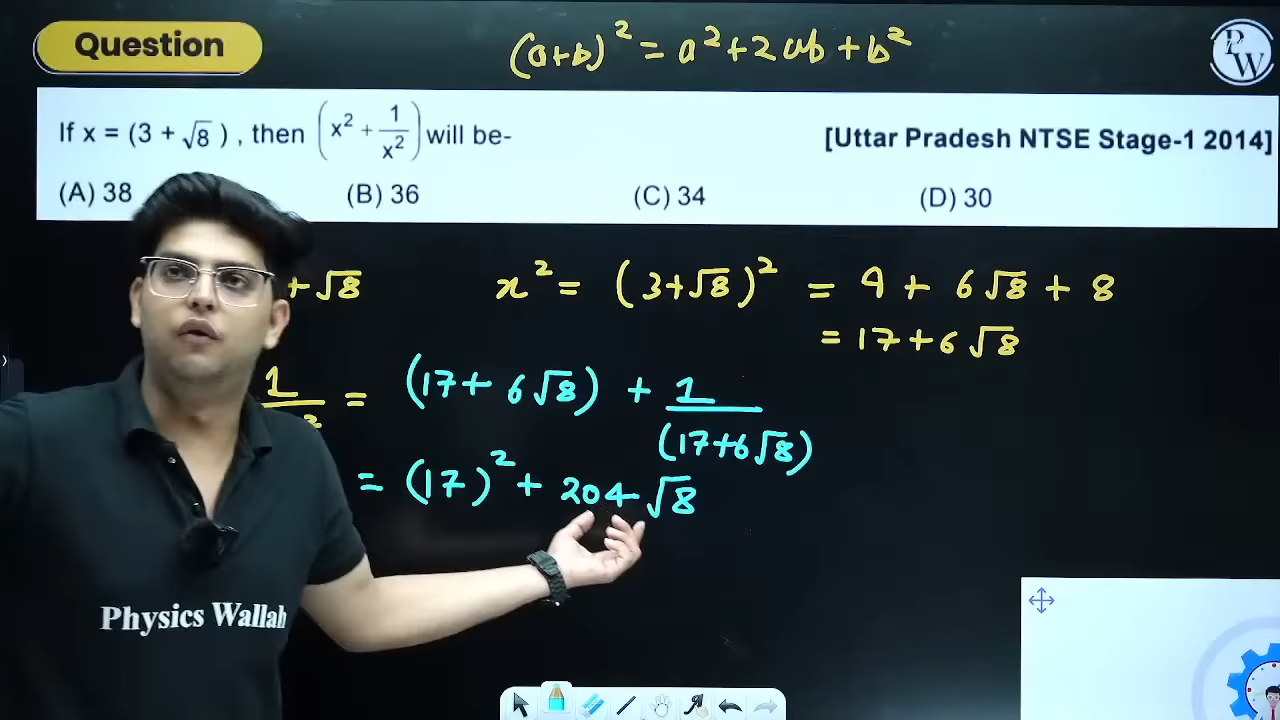 Question
(a+b)² = a² + 2ab + b²
PW
If x = (3 + √8), then (x² + 1/x²) will be-
[Uttar Pradesh NTSE Stage-1 2014]
(A) 38 (B) 36 (C) 34 (D) 30
+ √8
x² = (3+√8)² = 9 + 6√8 + 8
= 17 + 6√8
1/ = (17 + 6√8) + 1/(17+6√8)
= (17)² + 204√8
Physics Wallah